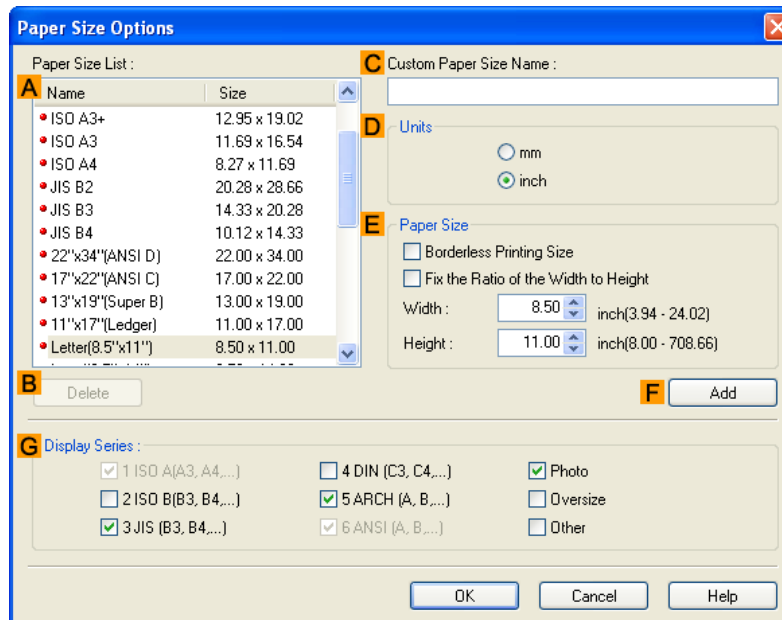 Paper Size Options
Paper Size List :
A
Name Size
ISO A3+ 12.95 x 19.02
ISO A3 11.69 x 16.54
ISO A4 8.27 x 11.69
JIS B2 20.28 x 28.66
JIS B3 14.33 x 20.28
JIS B4 10.12 x 14.33
22"x34"(ANSI D) 22.00 x 34.00
17"x22"(ANSI C) 17.00 x 22.00
13"x19"(Super B) 13.00 x 19.00
11"x17"(Ledger) 11.00 x 17.00
Letter(8.5"x11") 8.50 x 11.00
B
Delete
C Custom Paper Size Name :
D Units
mm
inch
E Paper Size
Borderless Printing Size
Fix the Ratio of the Width to Height
Width : 8.50 inch(3.94 - 24.02)
Height : 11.00 inch(8.00 - 708.66)
F Add
G Display Series :
1 ISO A(A3, A4,...) 4 DIN (C3, C4,...) Photo
2 ISO B(B3, B4,...) 5 ARCH (A, B,...) Oversize
3 JIS (B3, B4,...) 6 ANSI (A, B,...) Other
OK Cancel Help